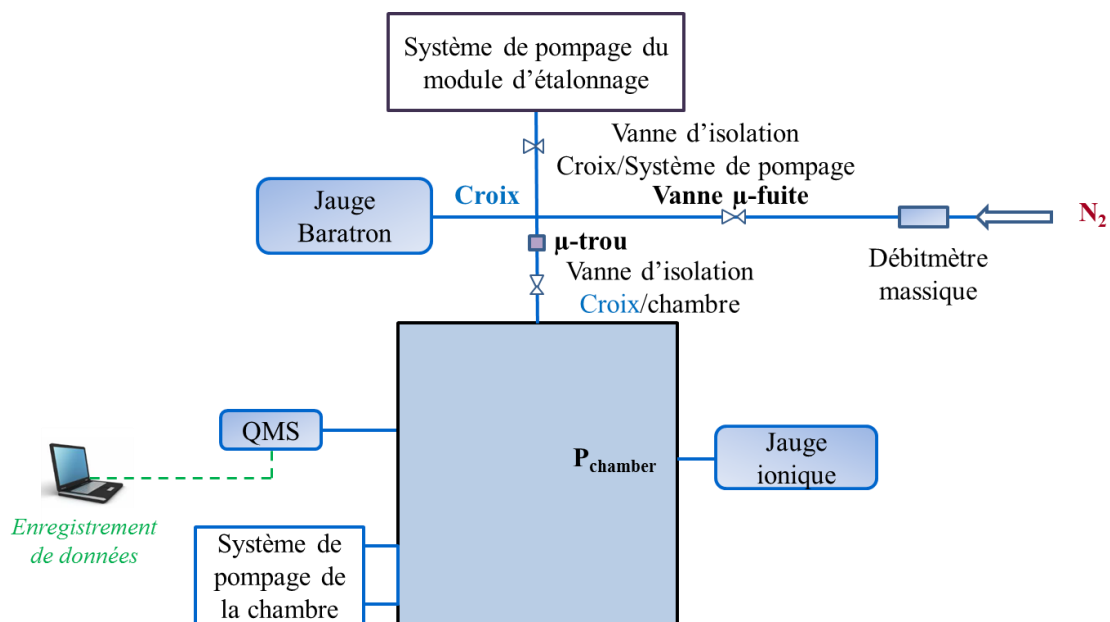 Système de pompage du
module d’étalonnage
Vanne d’isolation
Croix/Système de pompage
Jauge
Baratron
Croix
Vanne μ-fuite
N2
μ-trou
Débitmètre
massique
Vanne d’isolation
Croix/chambre
QMS
Pchamber
Jauge
ionique
Enregistrement
de données
Système de
pompage de
la chambre